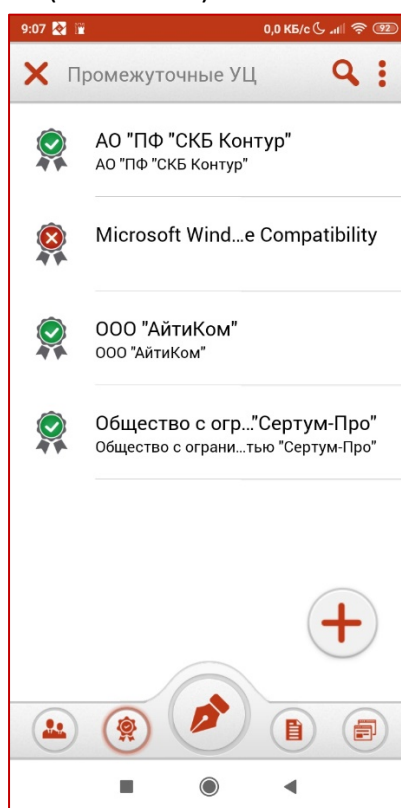 9:07 0,0 КБ/с 92
Промежуточные УЦ
АО "ПФ "СКБ Контур"
АО "ПФ "СКБ Контур"
Microsoft Wind...e Compatibility
ООО "АйтиКом"
ООО "АйтиКом"
Общество с огр..."Сертум-Про"
Общество с ограни...тью "Сертум-Про"